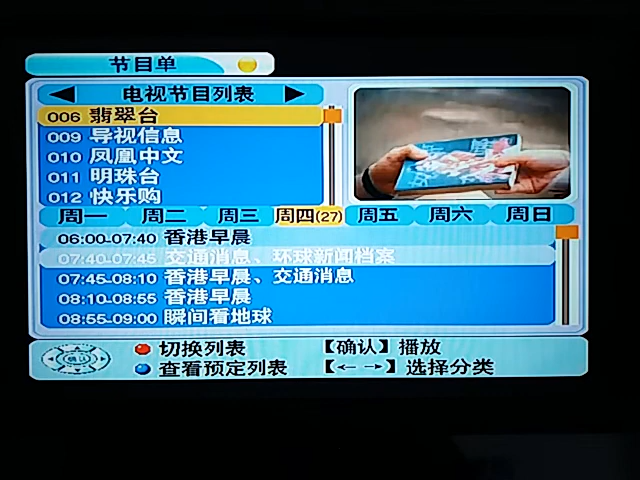 节目单
电视节目列表
006 翡翠台
009 导视信息
010 凤凰中文
011 明珠台
012 快乐购
周一 周二 周三 周四(27) 周五 周六 周日
06:00-07:40 香港早晨
07:40-07:45 交通消息、环球新闻档案
07:45-08:10 香港早晨、交通消息
08:10-08:55 香港早晨
08:55-09:00 瞬间看地球
确认
切换列表 【确认】播放
查看预定列表 【←→】选择分类